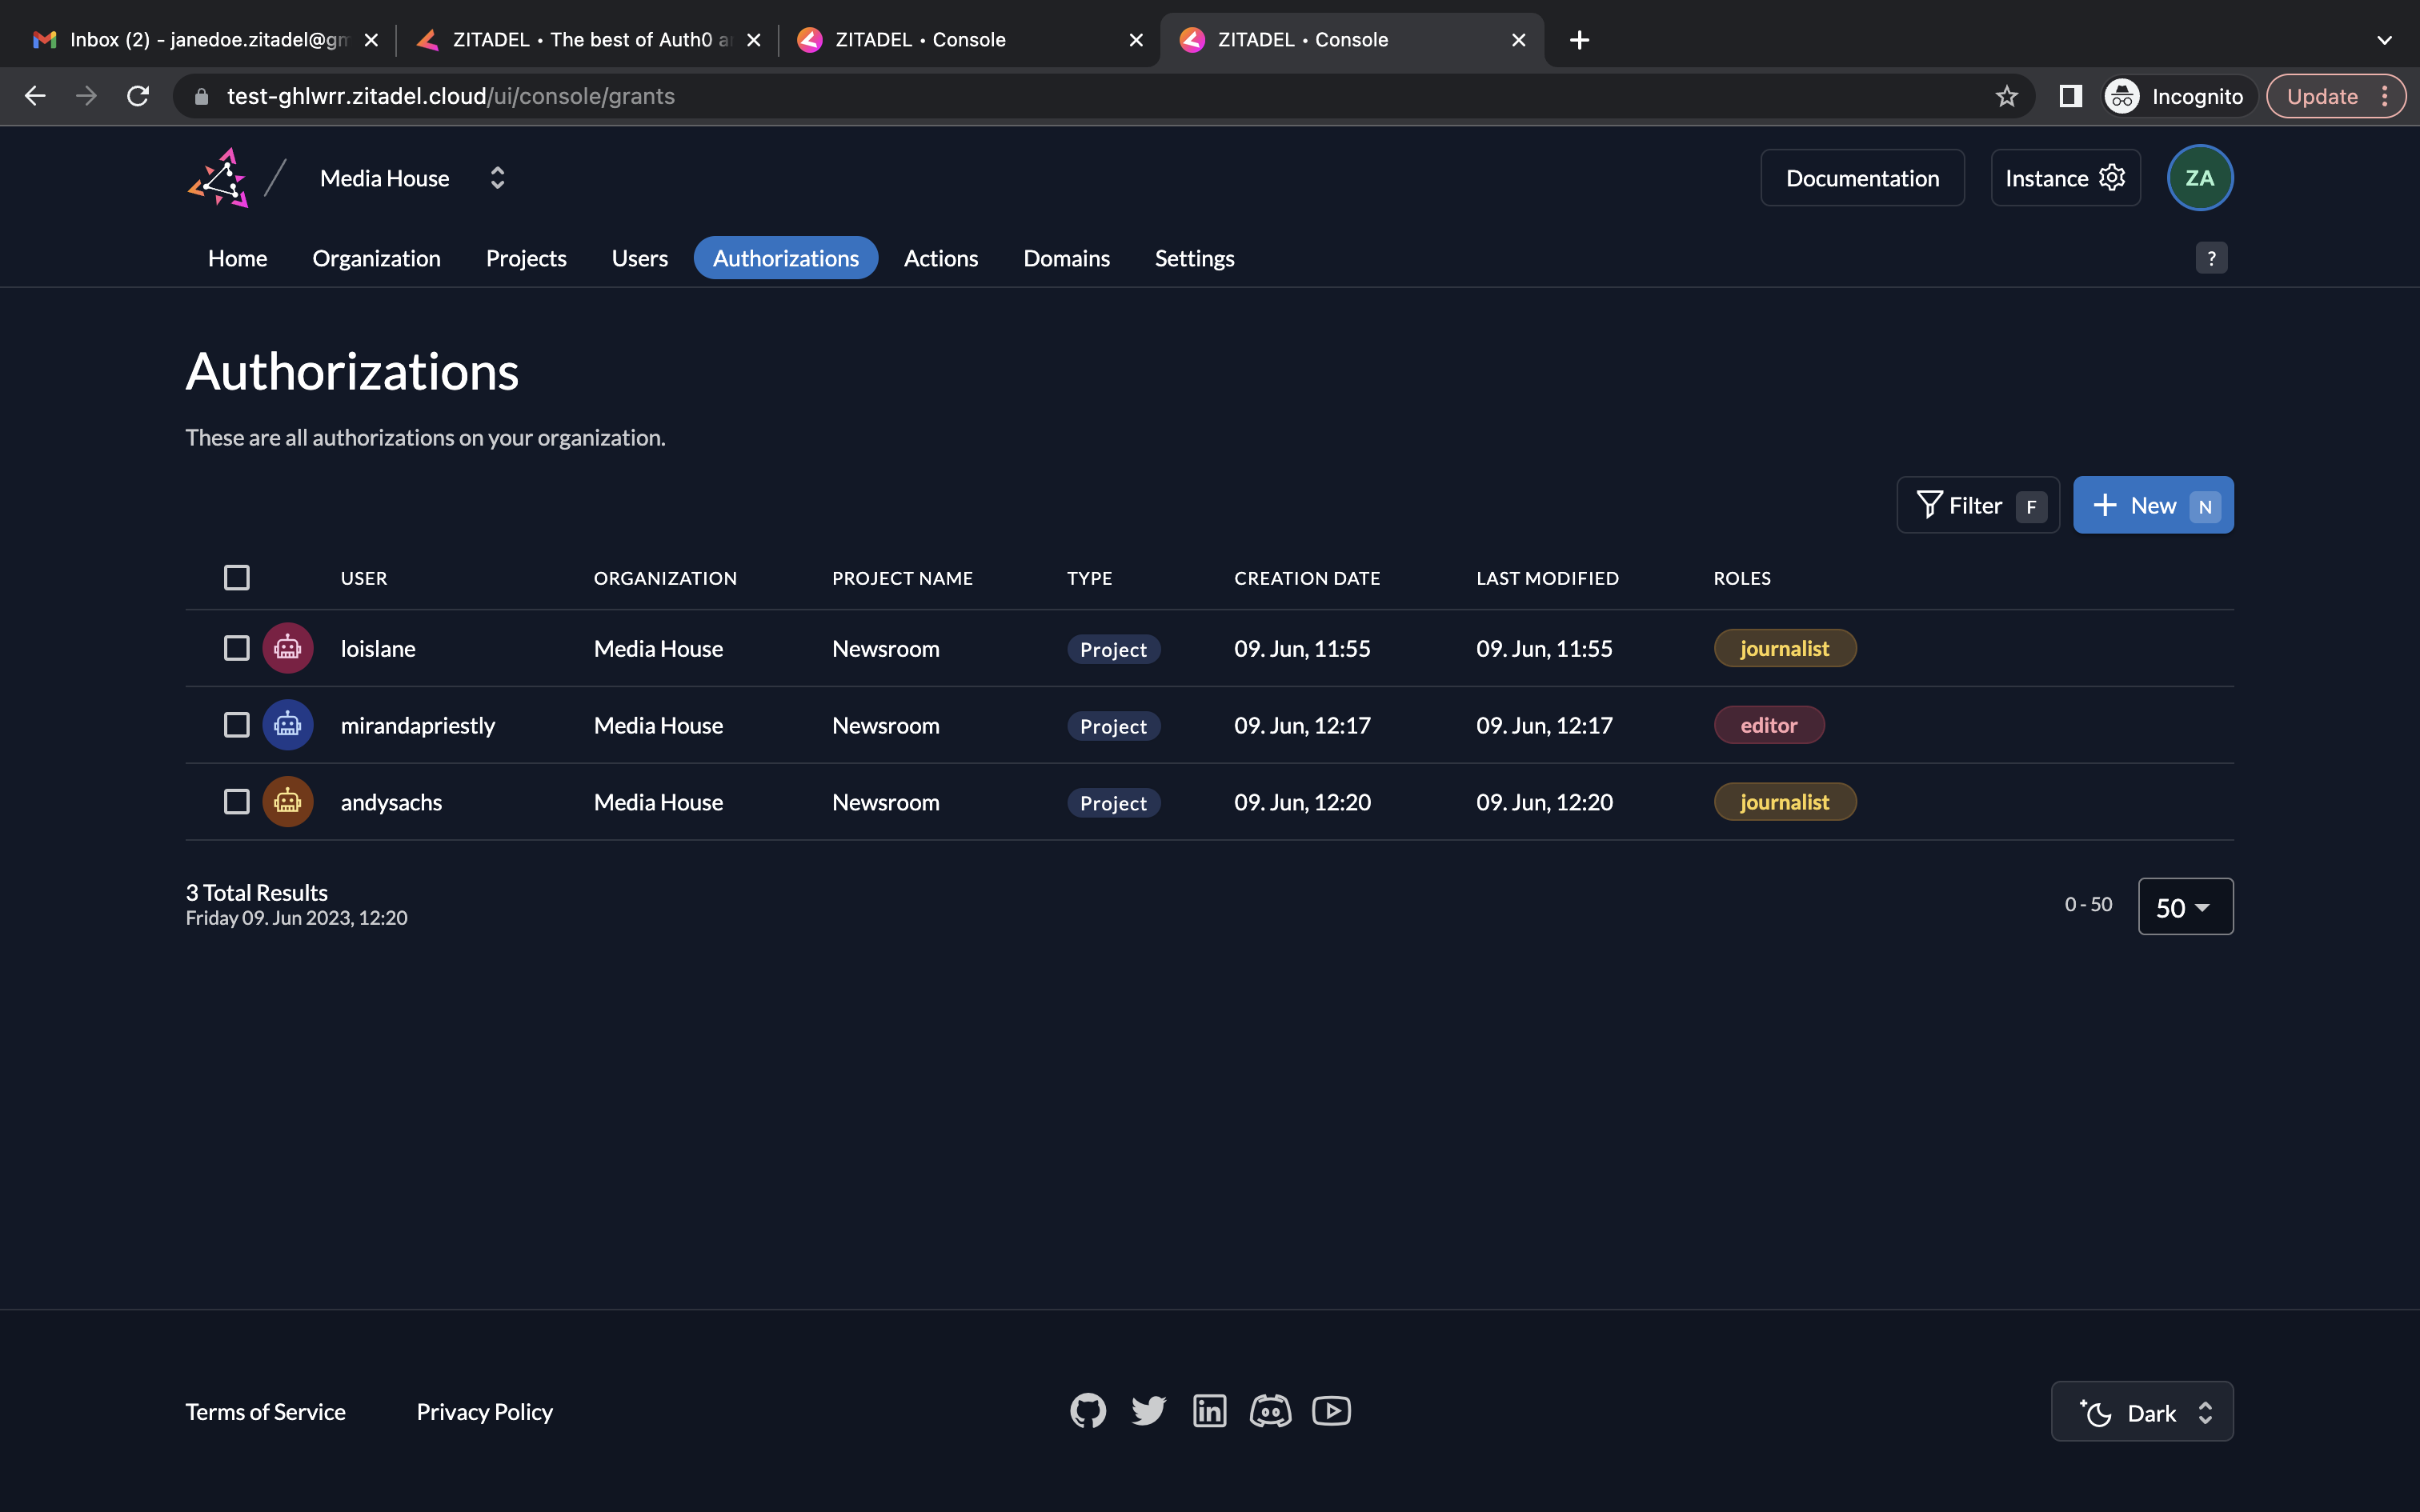 Inbox (2) - janedoe.zitadel@gm
ZITADEL • The best of Auth0 a
ZITADEL • Console
ZITADEL • Console
test-ghlwrr.zitadel.cloud/ui/console/grants
Incognito
Update
Media House
Documentation
Instance
ZA
Home Organization Projects Users Authorizations Actions Domains Settings
?
Authorizations
These are all authorizations on your organization.
Filter F
+ New N
USER ORGANIZATION PROJECT NAME TYPE CREATION DATE LAST MODIFIED ROLES
loislane Media House Newsroom Project 09. Jun, 11:55 09. Jun, 11:55 journalist
mirandapriestly Media House Newsroom Project 09. Jun, 12:17 09. Jun, 12:17 editor
andysachs Media House Newsroom Project 09. Jun, 12:20 09. Jun, 12:20 journalist
3 Total Results
Friday 09. Jun 2023, 12:20
0 - 50
50
Terms of Service
Privacy Policy
in
Dark